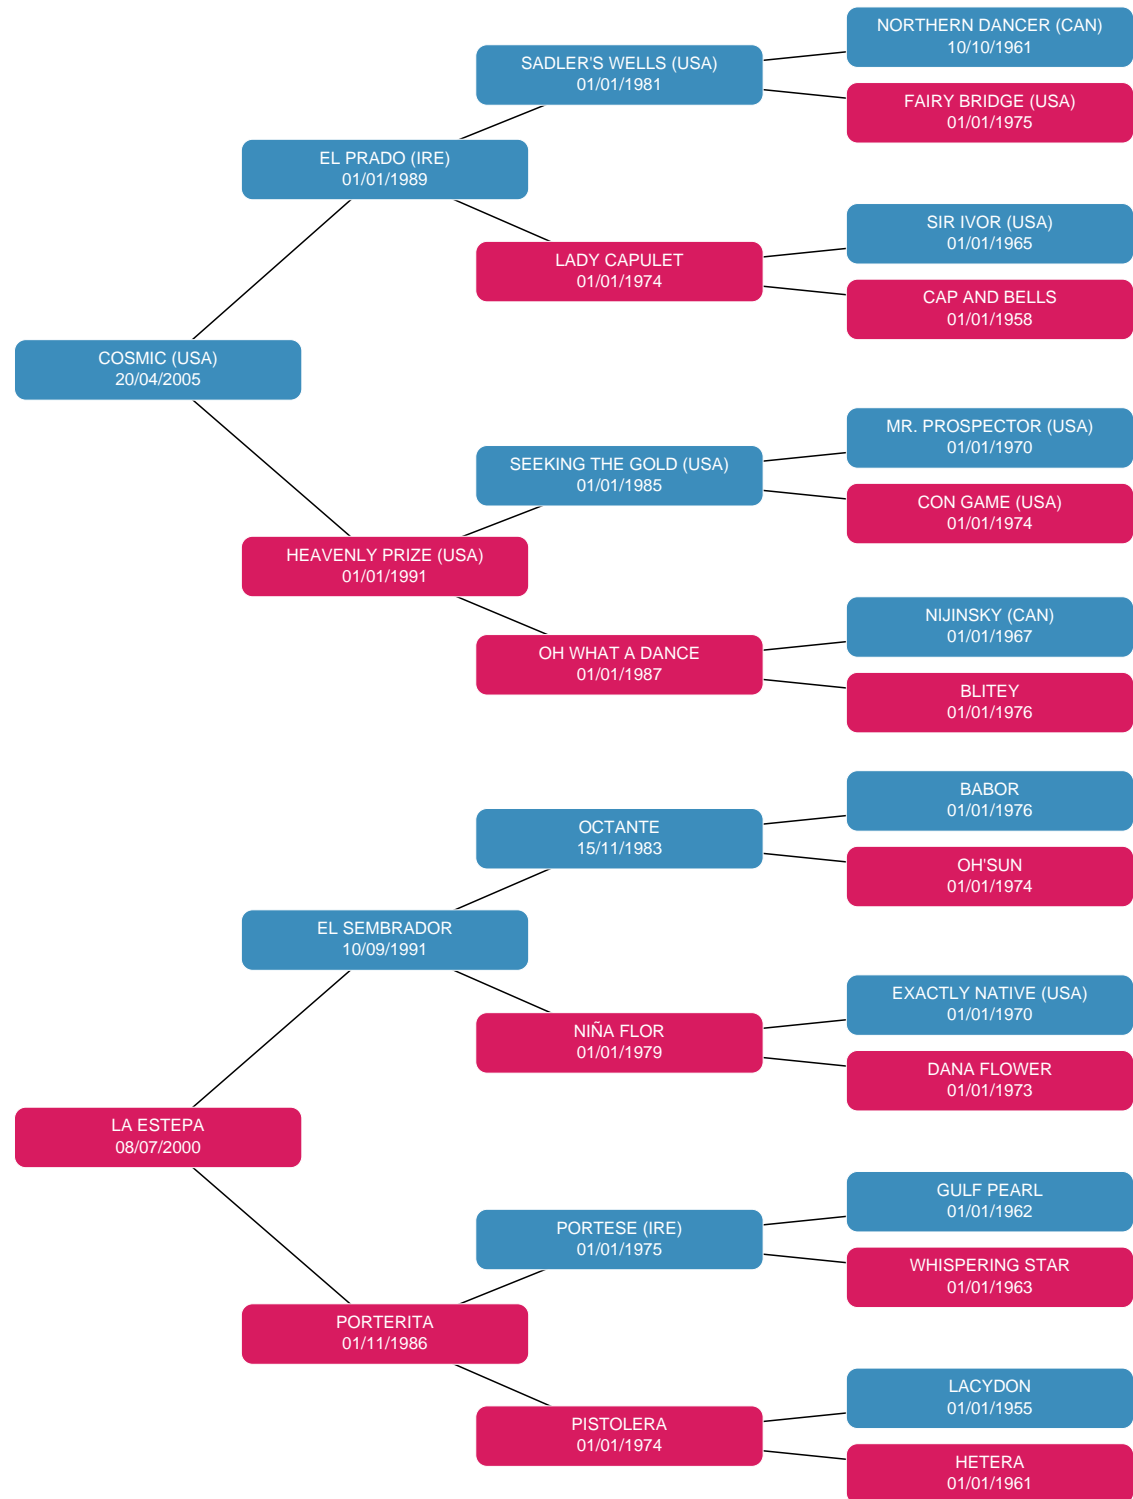 NORTHERN DANCER (CAN)
10/10/1961
SADLER'S WELLS (USA)
01/01/1981
FAIRY BRIDGE (USA)
01/01/1975
EL PRADO (IRE)
01/01/1989
SIR IVOR (USA)
01/01/1965
LADY CAPULET
01/01/1974
CAP AND BELLS
01/01/1958
COSMIC (USA)
20/04/2005
MR. PROSPECTOR (USA)
01/01/1970
SEEKING THE GOLD (USA)
01/01/1985
CON GAME (USA)
01/01/1974
HEAVENLY PRIZE (USA)
01/01/1991
NIJINSKY (CAN)
01/01/1967
OH WHAT A DANCE
01/01/1987
BLITEY
01/01/1976
BABOR
01/01/1976
OCTANTE
15/11/1983
OH'SUN
01/01/1974
EL SEMBRADOR
10/09/1991
EXACTLY NATIVE (USA)
01/01/1970
NIÑA FLOR
01/01/1979
DANA FLOWER
01/01/1973
LA ESTEPA
08/07/2000
GULF PEARL
01/01/1962
PORTESE (IRE)
01/01/1975
WHISPERING STAR
01/01/1963
PORTERITA
01/11/1986
LACYDON
01/01/1955
PISTOLERA
01/01/1974
HETERA
01/01/1961